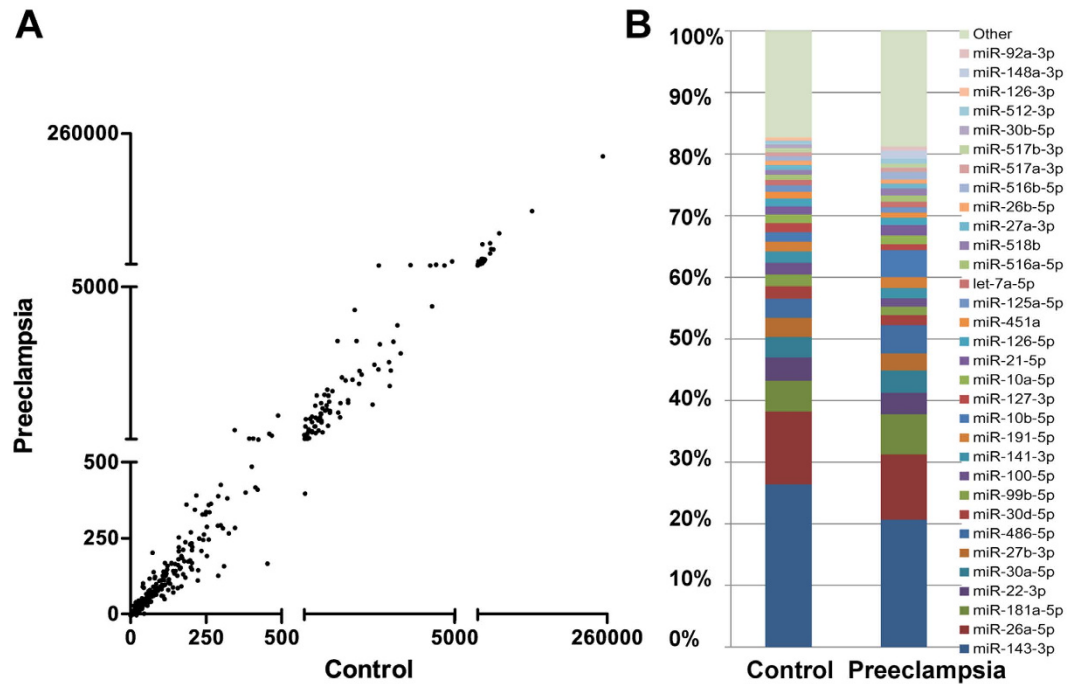 A
260000
5000
500
250
0
Preeclampsia
0
250
500
5000
260000
Control
B
100%
90%
80%
70%
60%
50%
40%
30%
20%
10%
0%
Control
Preeclampsia
Other
miR-92a-3p
miR-148a-3p
miR-126-3p
miR-512-3p
miR-30b-5p
miR-517b-3p
miR-517a-3p
miR-516b-5p
miR-26b-5p
miR-27a-3p
miR-518b
miR-516a-5p
let-7a-5p
miR-125a-5p
miR-451a
miR-126-5p
miR-21-5p
miR-10a-5p
miR-127-3p
miR-10b-5p
miR-191-5p
miR-141-3p
miR-100-5p
miR-99b-5p
miR-30d-5p
miR-486-5p
miR-27b-3p
miR-30a-5p
miR-22-3p
miR-181a-5p
miR-26a-5p
miR-143-3p